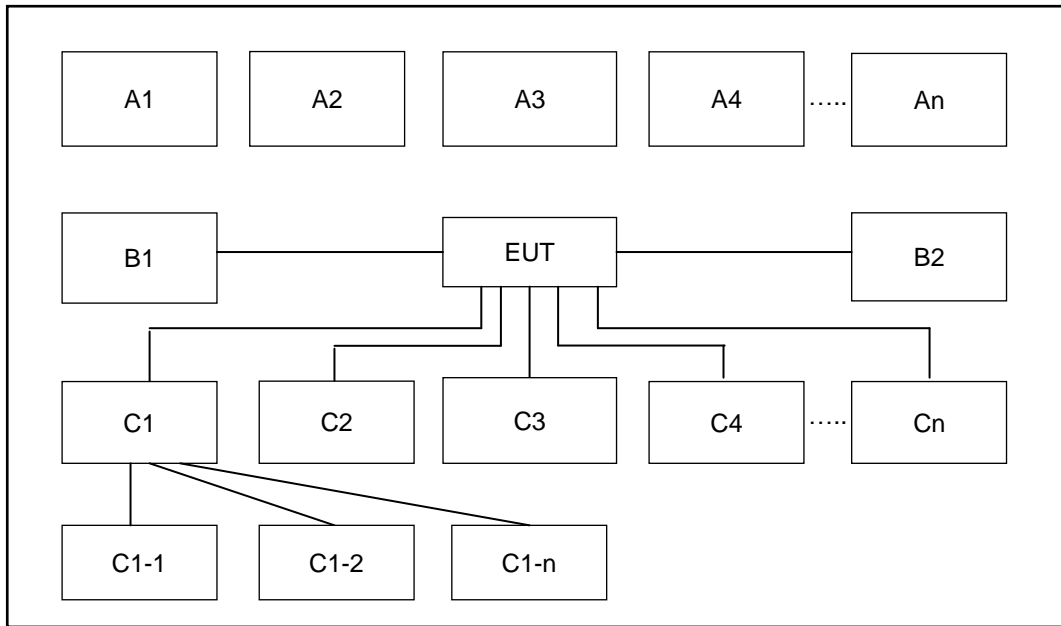 A1 A2 A3 A4 ….. An
B1 EUT B2
C1 C2 C3 C4 ….. Cn
C1-1 C1-2 C1-n